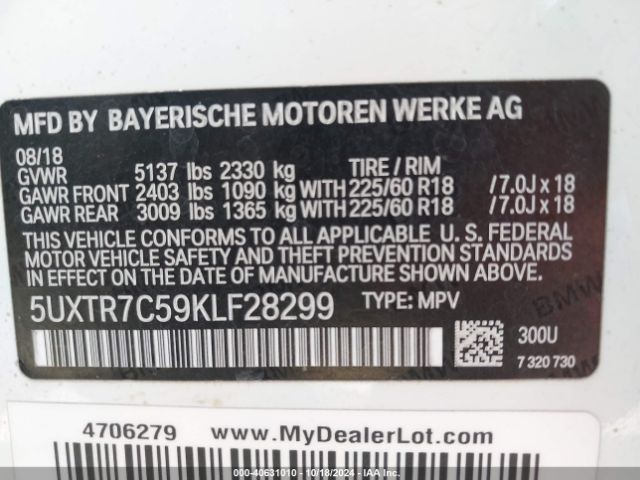 MFD BY BAYERISCHE MOTOREN WERKE AG
08/18
GVWR 5137 lbs 2330 kg TIRE / RIM
GAWR FRONT 2403 lbs 1090 kg WITH 225/60 R18 /7.0J x 18
GAWR REAR 3009 lbs 1365 kg WITH 225/60 R18 /7.0J x 18
THIS VEHICLE CONFORMS TO ALL APPLICABLE U. S. FEDERAL
MOTOR VEHICLE SAFETY AND THEFT PREVENTION STANDARDS
IN EFFECT ON THE DATE OF MANUFACTURE SHOWN ABOVE.
5UXTR7C59KLF28299 TYPE: MPV
300U
7 320 730
4706279 www.MyDealerLot.com
000-40631010 - 10/18/2024 - IAA Inc.